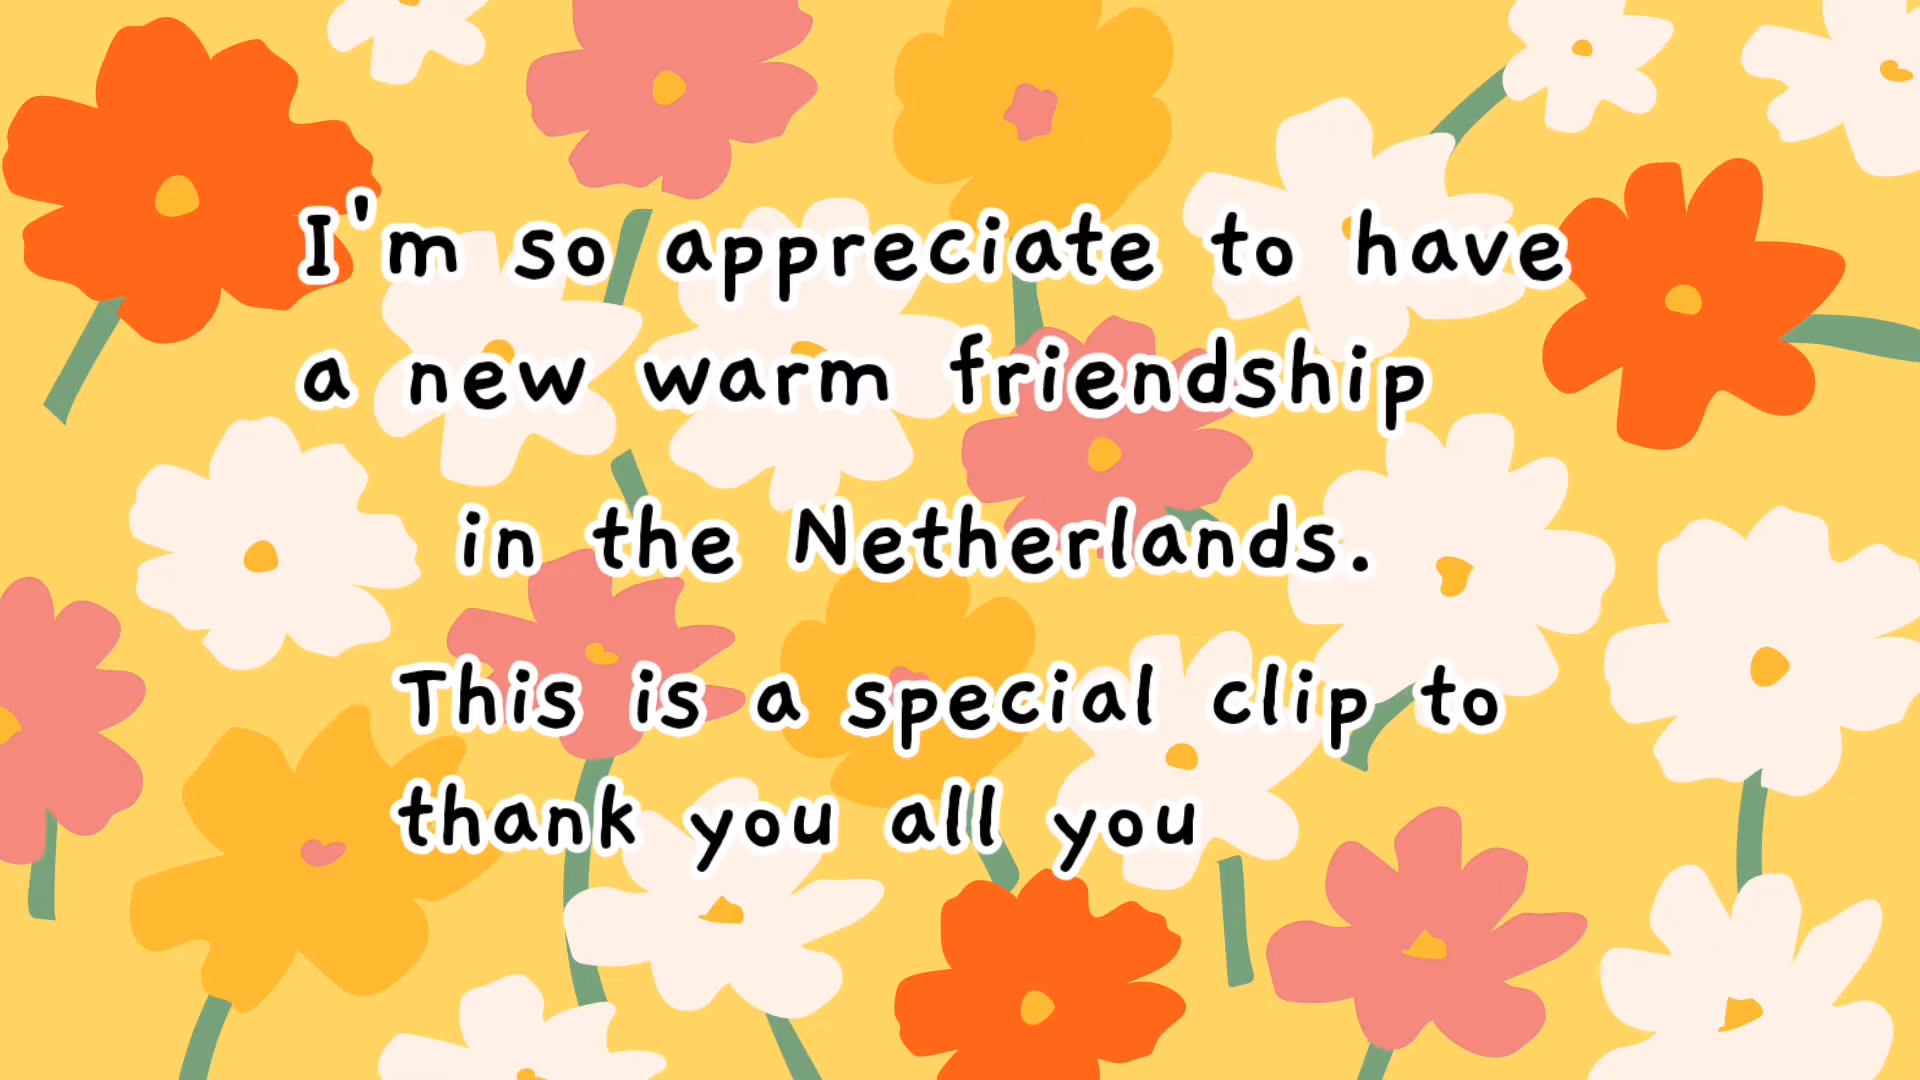 I'm so appreciate to have
a new warm friendship
in the Netherlands.
This is a special clip to
thank you all you